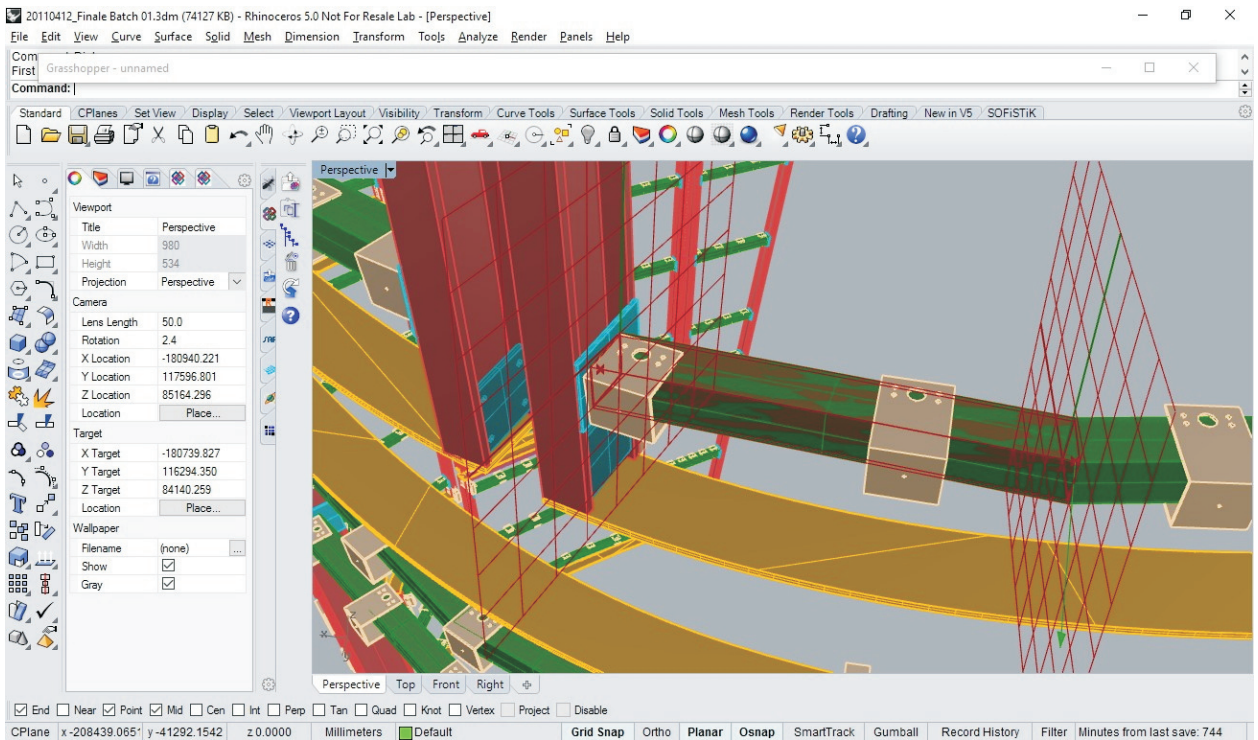 20110412_Finale Batch 01.3dm (74127 KB) - Rhinoceros 5.0 Not For Resale Lab - [Perspective]
File Edit View Curve Surface Solid Mesh Dimension Transform Tools Analyze Render Panels Help
First
Grasshopper - unnamed
Command:
Standard CPlanes Set View Display Select Viewport Layout Visibility Transform Curve Tools Surface Tools Solid Tools Mesh Tools Render Tools Drafting New in V5 SOFiSTiK
Perspective
Viewport
Title Perspective
Width 980
Height 534
Projection Perspective
Camera
Lens Length 50.0
Rotation 2.4
X Location -180940.221
Y Location 117596.801
Z Location 85164.296
Location Place...
Target
X Target -180739.827
Y Target 116294.350
Z Target 84140.259
Location Place...
Wallpaper
Filename (none) ...
Show
Gray
Perspective Top Front Right
End Near Point Mid Cen Int Perp Tan Quad Knot Vertex Project Disable
CPlane x -208439.065 y -41292.1542 z 0.0000 Millimeters Default Grid Snap Ortho Planar Osnap SmartTrack Gumball Record History Filter Minutes from last save: 744